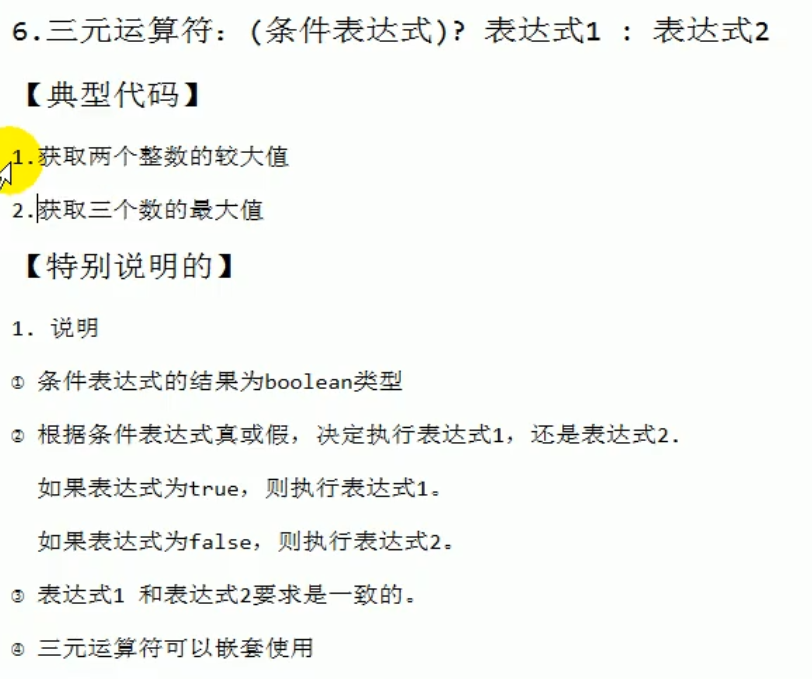 6.三元运算符：(条件表达式)? 表达式1 : 表达式2
【典型代码】
1.获取两个整数的较大值
2.获取三个数的最大值
【特别说明的】
1. 说明
① 条件表达式的结果为boolean类型
② 根据条件表达式真或假，决定执行表达式1，还是表达式2.
如果表达式为true，则执行表达式1。
如果表达式为false，则执行表达式2。
③ 表达式1 和表达式2要求是一致的。
④ 三元运算符可以嵌套使用